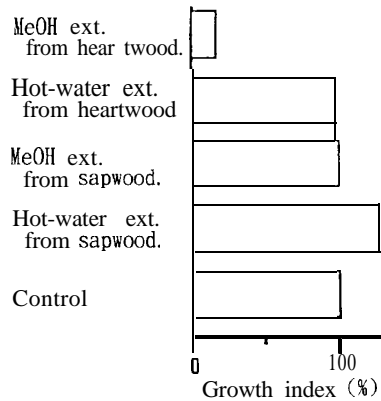 MeOH ext.
from hear twood.
Hot-water ext.
from heartwood
MeOH ext.
from sapwood.
Hot-water ext.
from sapwood.
Control
0 100
Growth index (%)